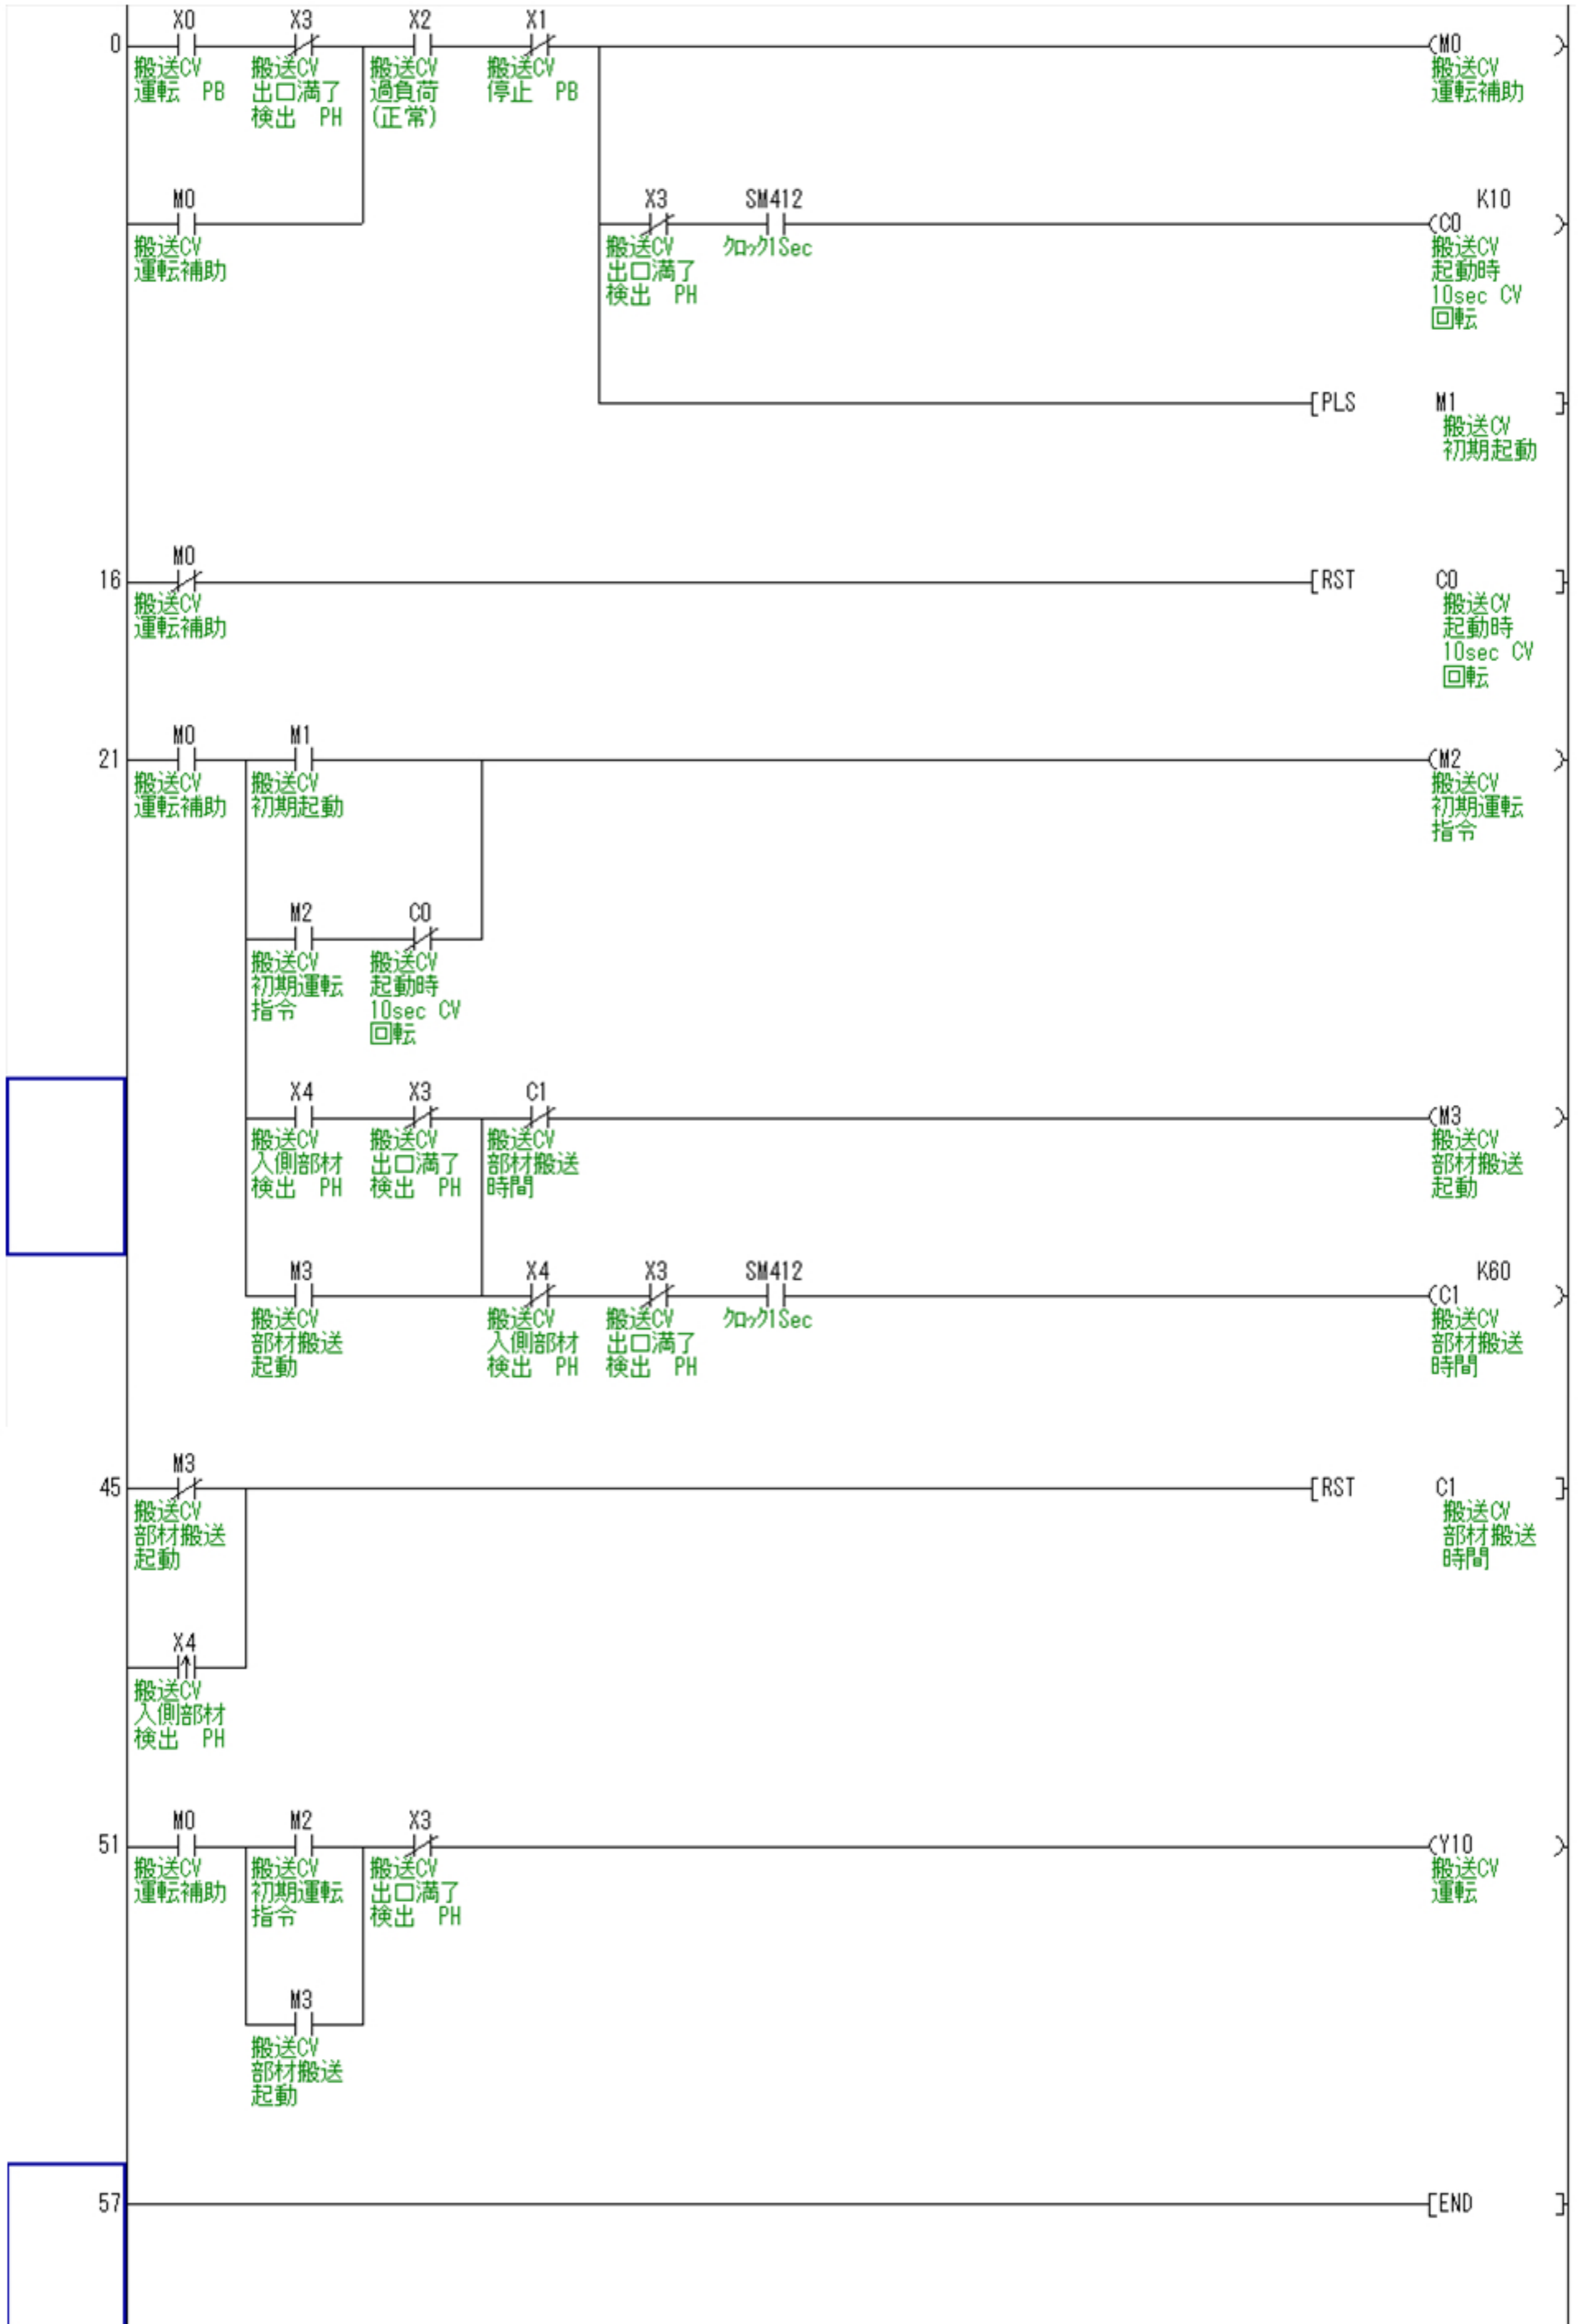 X0 X3 X2 X1
0 (M0 )
搬送CV 搬送CV 搬送CV 搬送CV 搬送CV
運転 PB 出口満了 過負荷 停止 PB 運転補助
検出 PH (正常)
M0 X3 SM412 K10
(C0 )
搬送CV 搬送CV クロック1Sec 搬送CV
運転補助 出口満了 起動時
検出 PH 10sec CV
回転
[PLS M1 ]
搬送CV
初期起動
M0
16 [RST C0 ]
搬送CV 搬送CV
運転補助 起動時
10sec CV
回転
M0 M1
21 (M2 )
搬送CV 搬送CV 搬送CV
運転補助 初期起動 初期運転
指令
M2 C0
搬送CV 搬送CV
初期運転 起動時
指令 10sec CV
回転
X4 X3 C1
(M3 )
搬送CV 搬送CV 搬送CV 搬送CV
入側部材 出口満了 部材搬送 部材搬送
検出 PH 検出 PH 時間 起動
M3 X4 X3 SM412 K60
(C1 )
搬送CV 搬送CV 搬送CV クロック1Sec 搬送CV
部材搬送 入側部材 出口満了 部材搬送
起動 検出 PH 検出 PH 時間
M3
45 [RST C1 ]
搬送CV 搬送CV
部材搬送 部材搬送
起動 時間
X4
搬送CV
入側部材
検出 PH
M0 M2 X3
51 (Y10 )
搬送CV 搬送CV 搬送CV 搬送CV
運転補助 初期運転 出口満了 運転
指令 検出 PH
M3
搬送CV
部材搬送
起動
57 [END ]